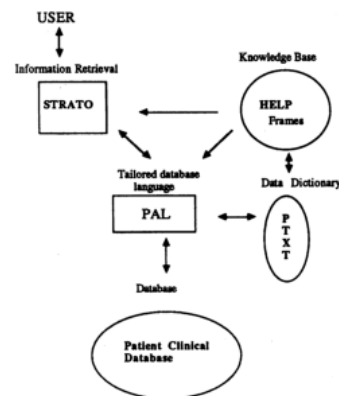 USER
Information Retrieval
STRATO
Knowledge Base
HELP
Frames
Tailored database
language
PAL
Data Dictionary
P
T
X
T
Database
Patient Clinical
Database